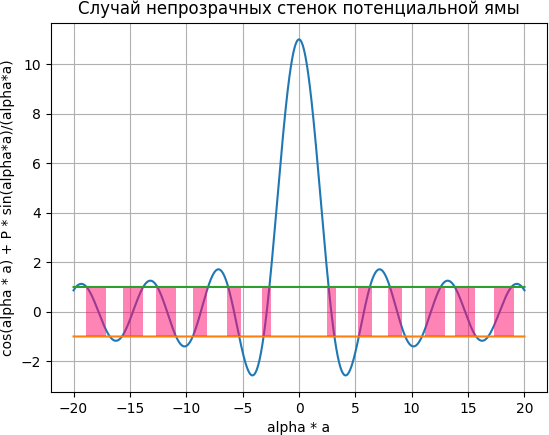 Случай непрозрачных стенок потенциальной ямы
cos(alpha * a) + P * sin(alpha*a)/(alpha*a)
10
8
6
4
2
0
−2
−20 −15 −10 −5 0 5 10 15 20
alpha * a